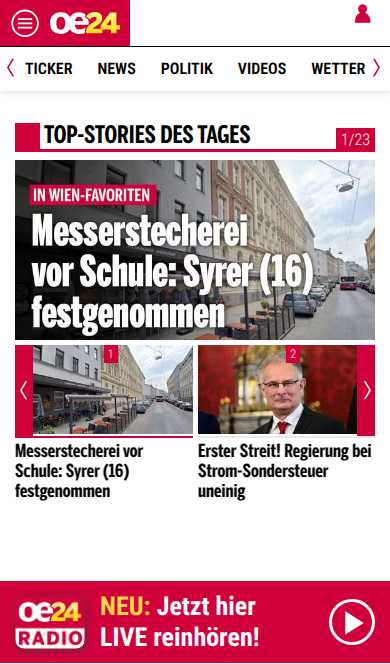 oe24
TICKER NEWS POLITIK VIDEOS WETTER
TOP-STORIES DES TAGES
1/23
IN WIEN-FAVORITEN
Messerstecherei
vor Schule: Syrer (16)
festgenommen
1
2
Messerstecherei vor
Schule: Syrer (16)
festgenommen
Erster Streit! Regierung bei
Strom-Sondersteuer
uneinig
oe24
RADIO
NEU: Jetzt hier
LIVE reinhören!